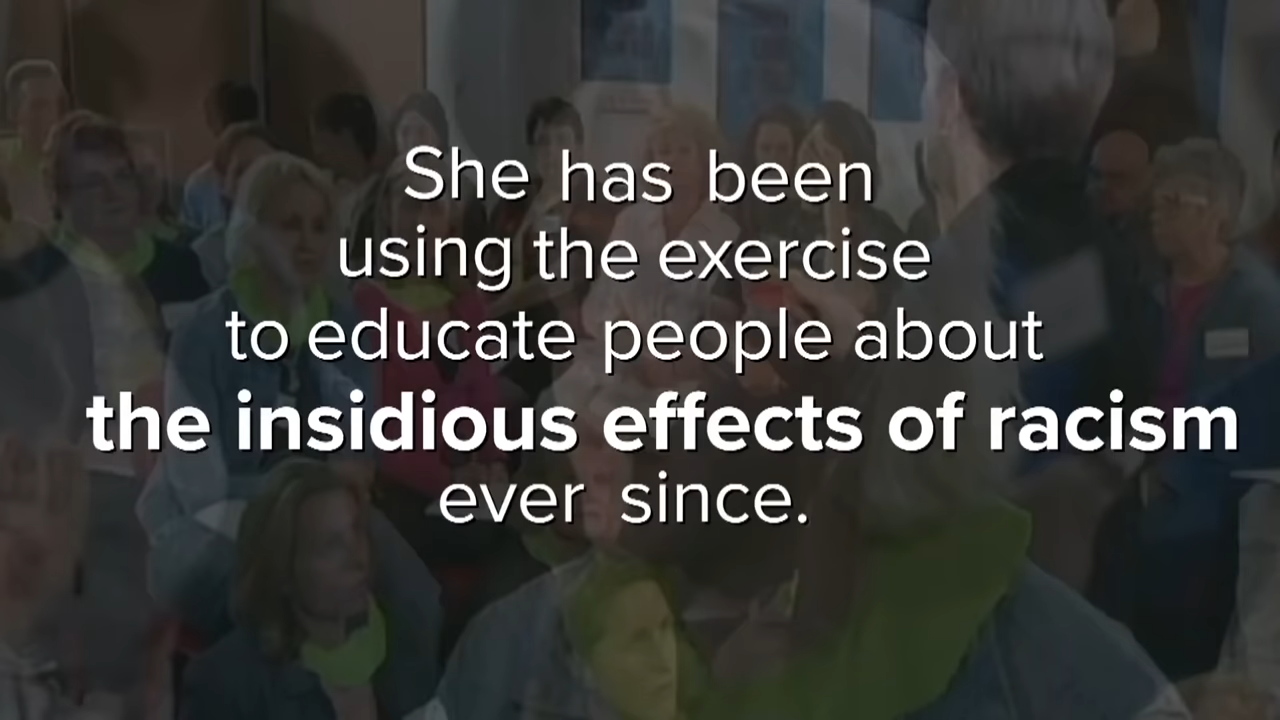 She has been
using the exercise
to educate people about
the insidious effects of racism
ever since.